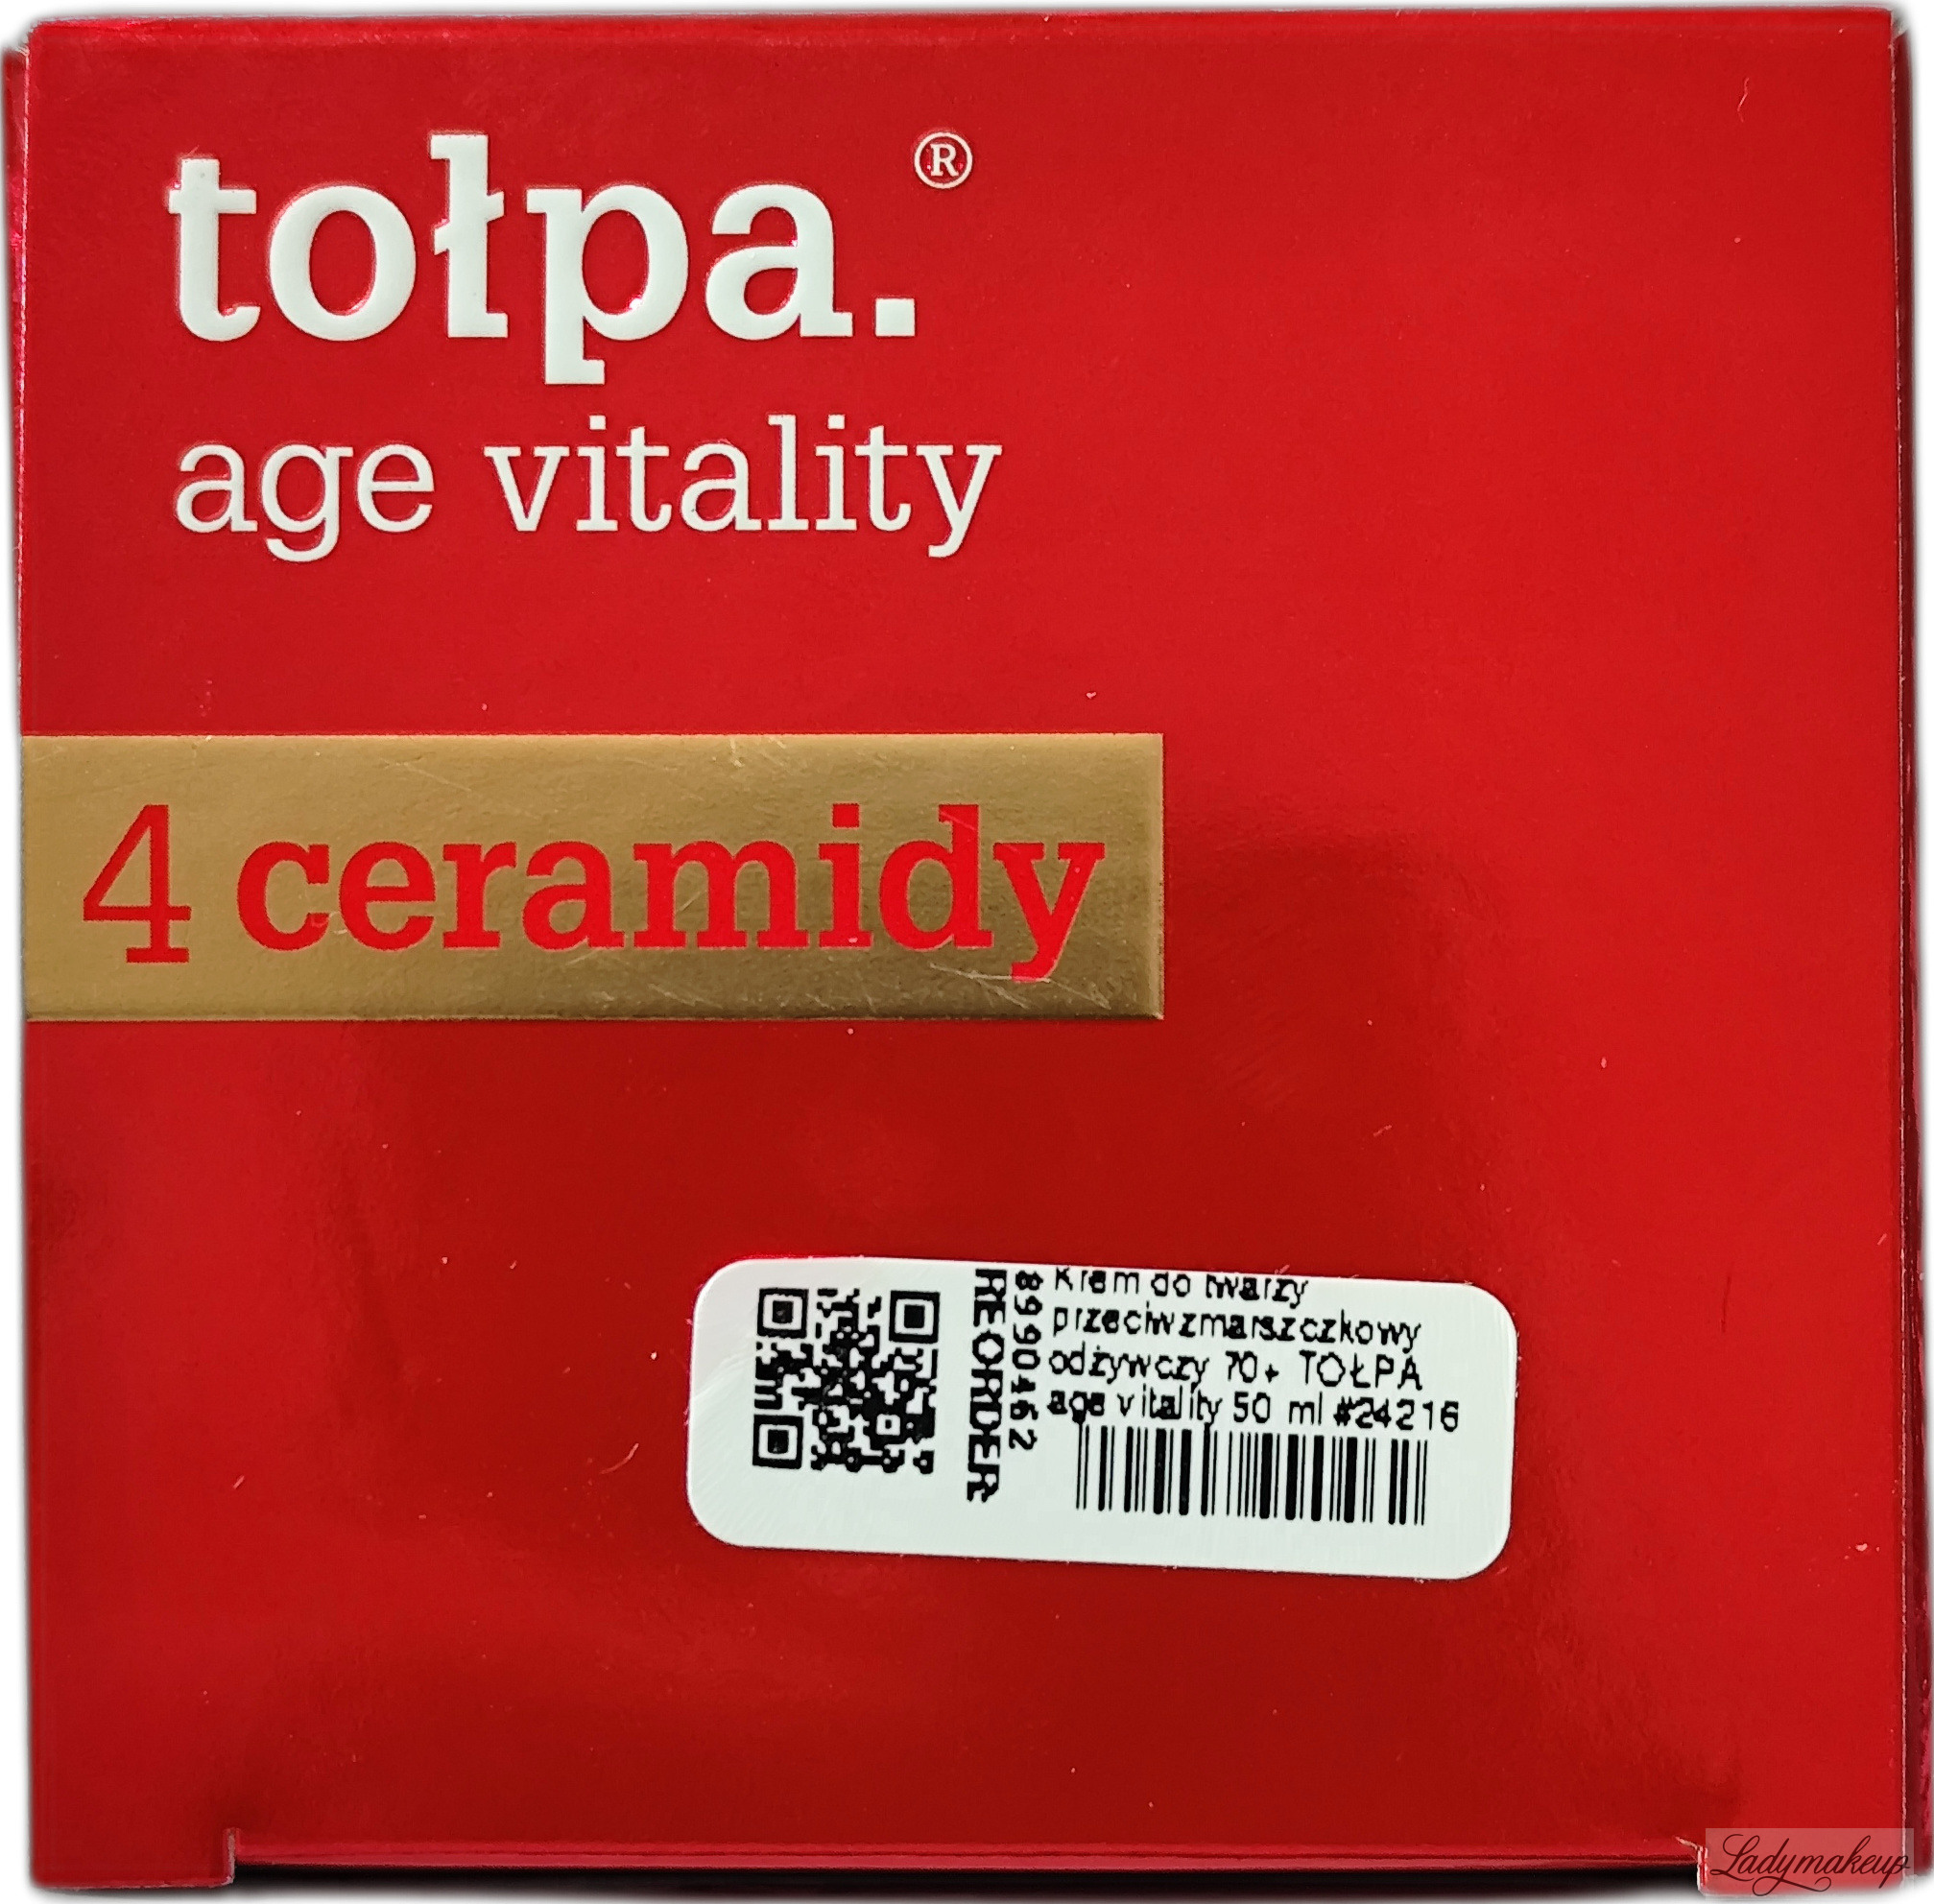 tołpa.®
age vitality
4 ceramidy
Krem do twarzy
przeciwzmarszczkowy
odżywczy 70+ TOŁPA
age vitality 50 ml #24216
89990462
REORDER
Ladymakeup